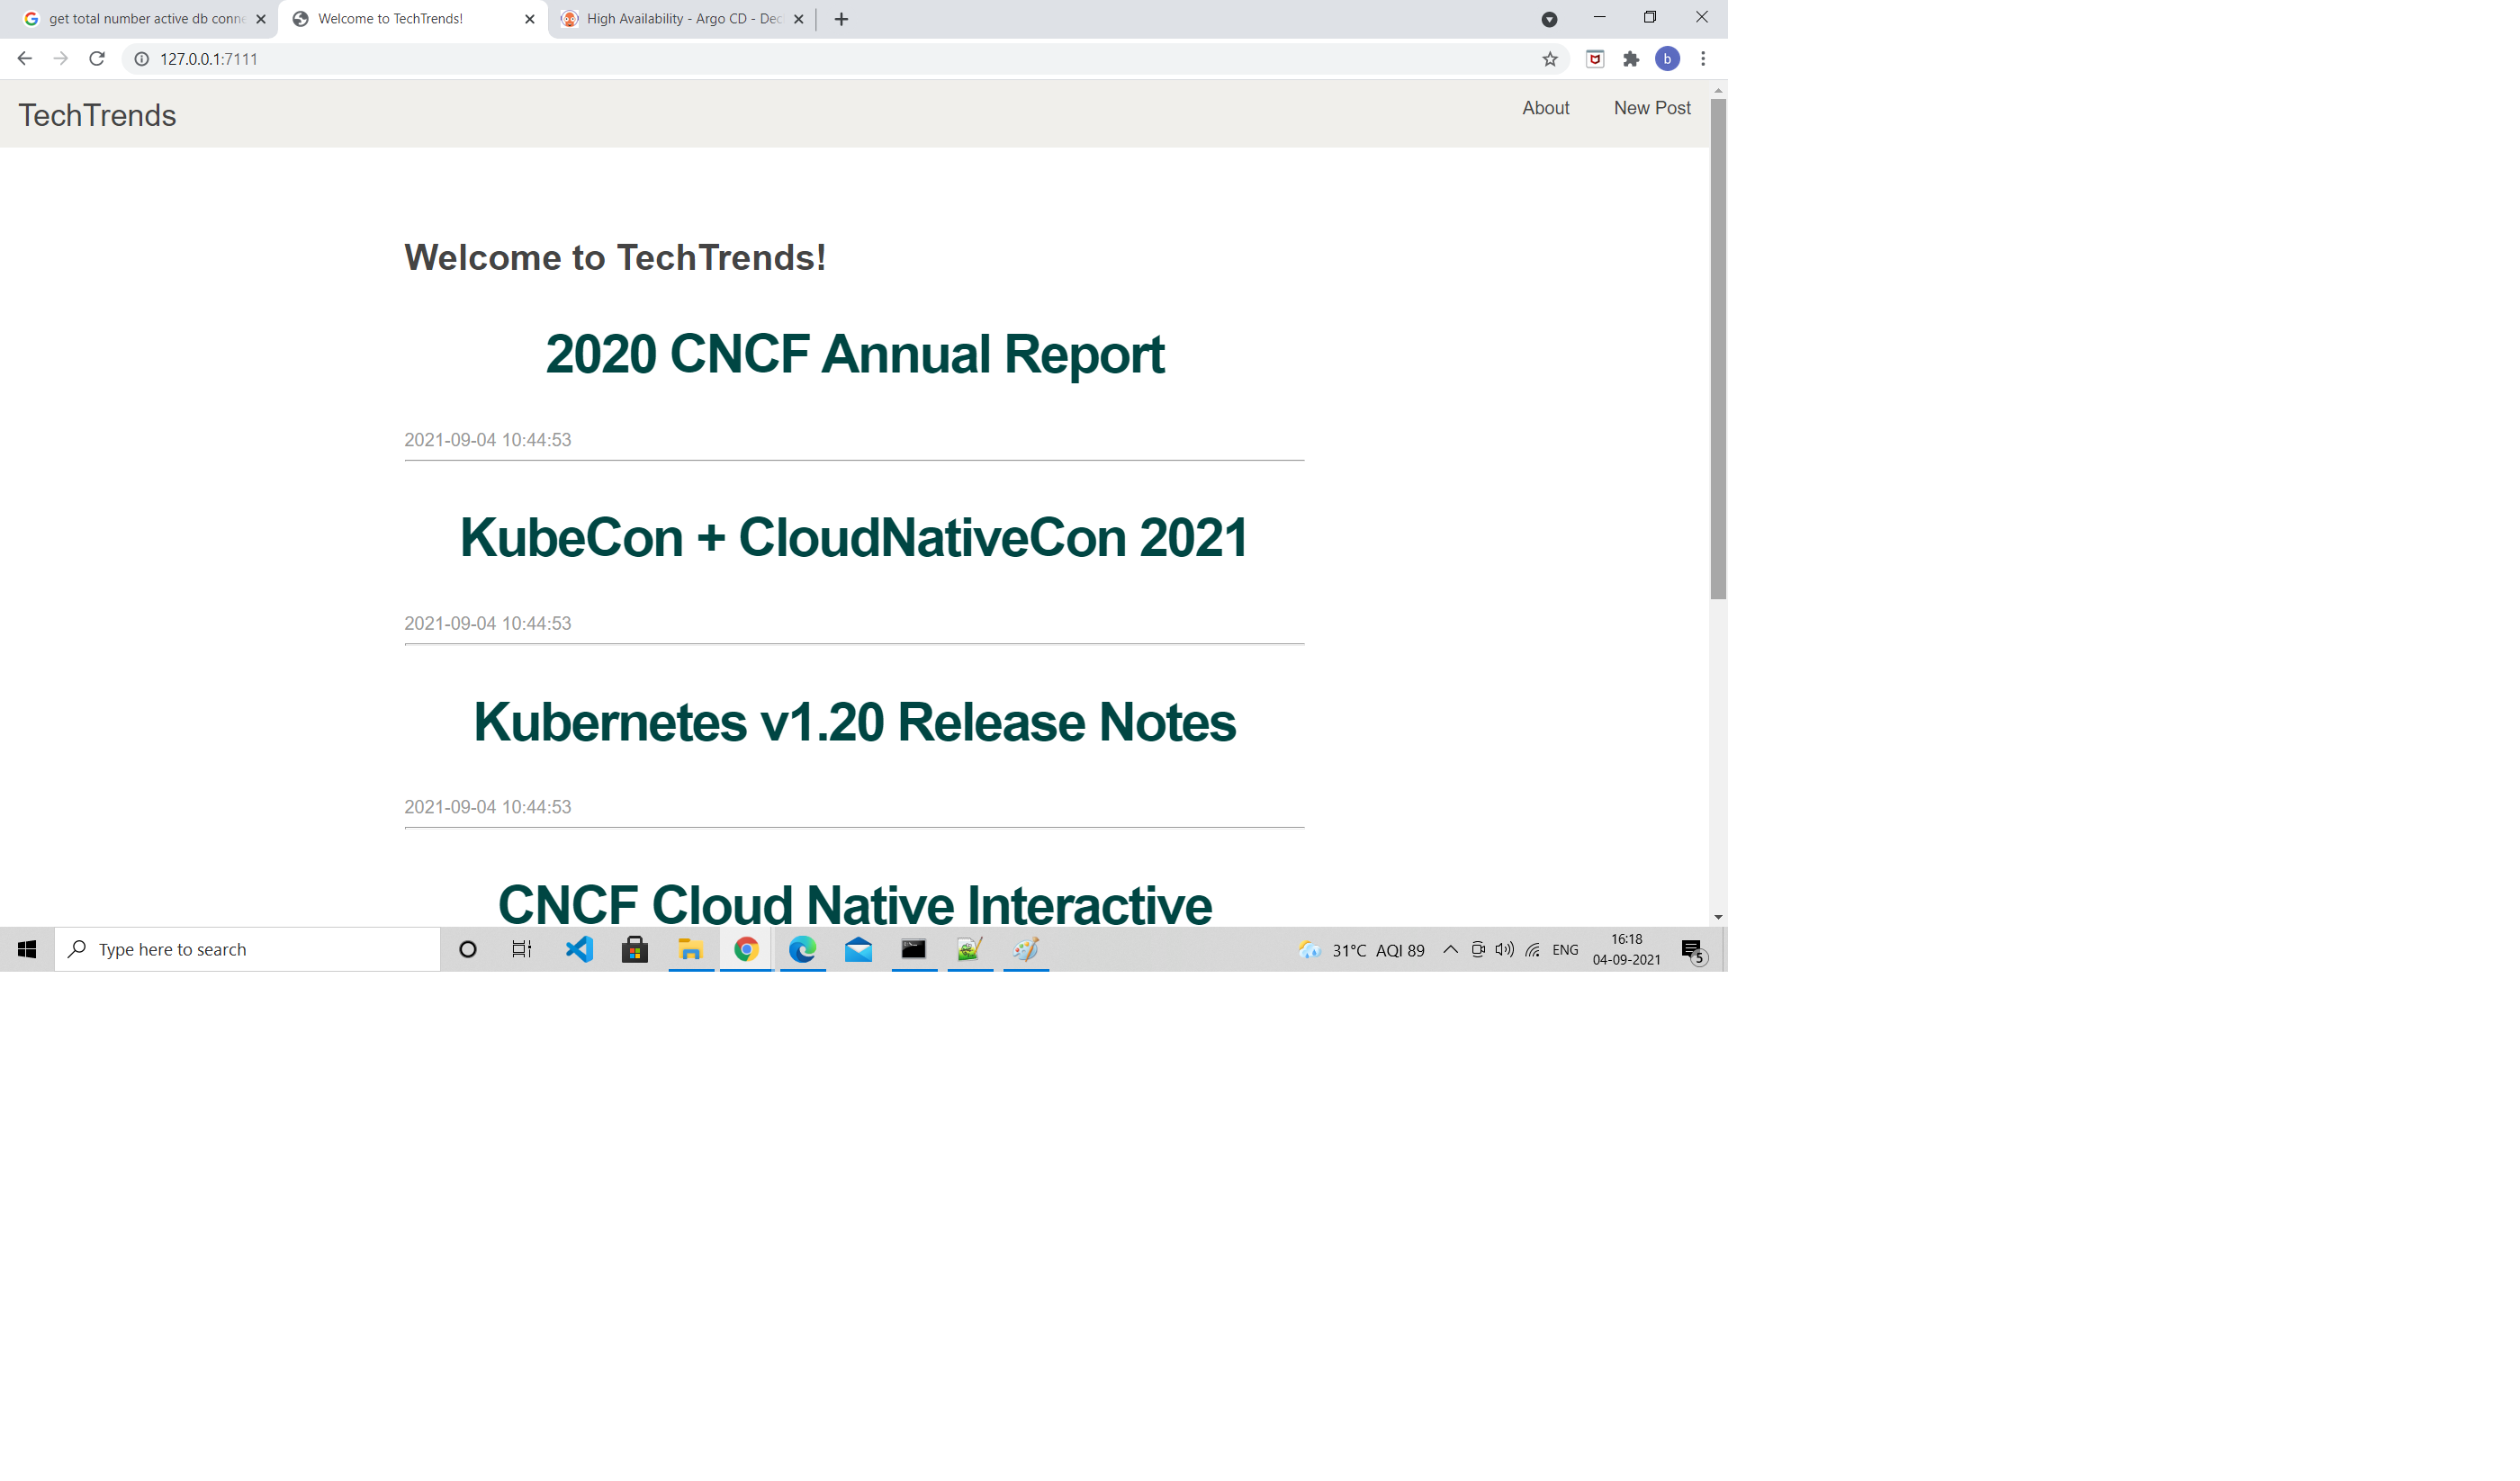 get total number active db conne
Welcome to TechTrends!
High Availability - Argo CD - Dec
127.0.0.1:7111
b
TechTrends
About
New Post
Welcome to TechTrends!
2020 CNCF Annual Report
2021-09-04 10:44:53
KubeCon + CloudNativeCon 2021
2021-09-04 10:44:53
Kubernetes v1.20 Release Notes
2021-09-04 10:44:53
CNCF Cloud Native Interactive
Type here to search
31°C AQI 89
ENG
16:18
04-09-2021
5